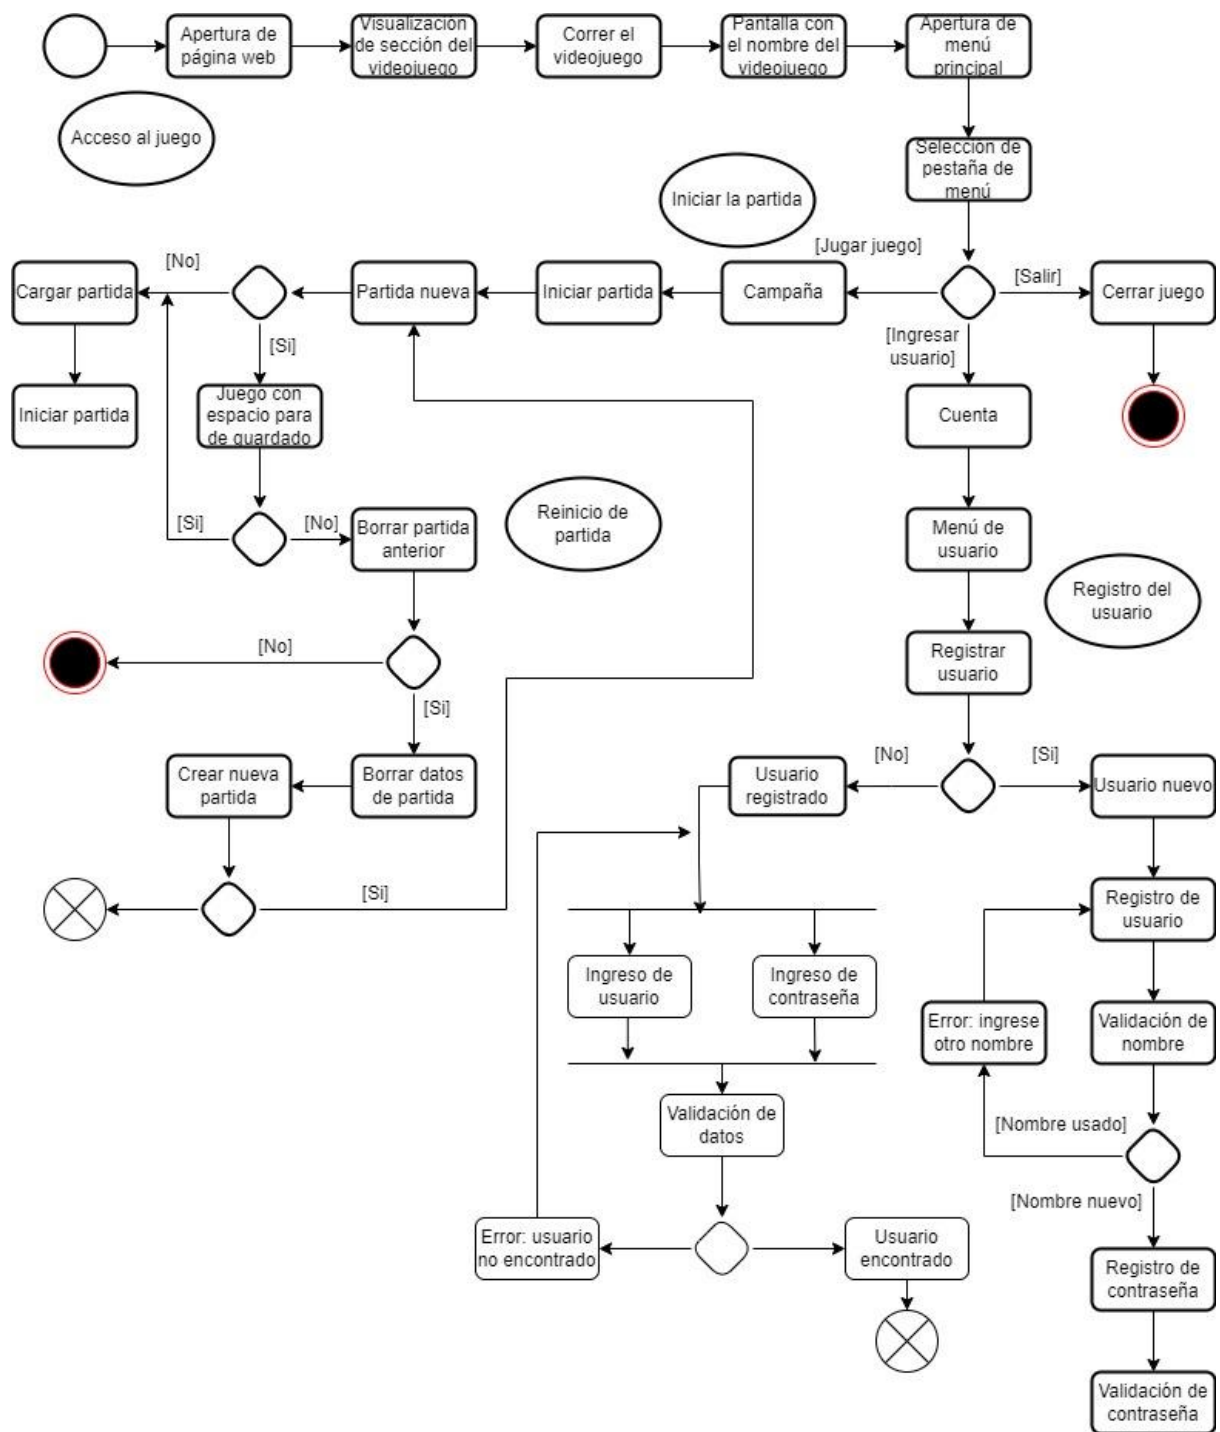 Apertura de
página web
Visualización
de sección del
videojuego
Correr el
videojuego
Pantalla con
el nombre del
videojuego
Apertura de
menú
principal
Acceso al juego
Selección de
pestaña de
menú
Iniciar la partida
[Jugar juego]
[No]
[Salir]
Cargar partida
Partida nueva
Iniciar partida
Campaña
Cerrar juego
[Ingresar
usuario]
[Si]
Iniciar partida
Juego con
espacio para
de guardado
Cuenta
[Si]
[No]
Borrar partida
anterior
Reinicio de
partida
Menú de
usuario
Registro del
usuario
[No]
Registrar
usuario
[Si]
Crear nueva
partida
Borrar datos
de partida
[No]
[Si]
Usuario
registrado
Usuario nuevo
[Si]
Registro de
usuario
Ingreso de
usuario
Ingreso de
contraseña
Error: ingrese
otro nombre
Validación de
nombre
Validación de
datos
[Nombre usado]
[Nombre nuevo]
Error: usuario
no encontrado
Usuario
encontrado
Registro de
contraseña
Validación de
contraseña